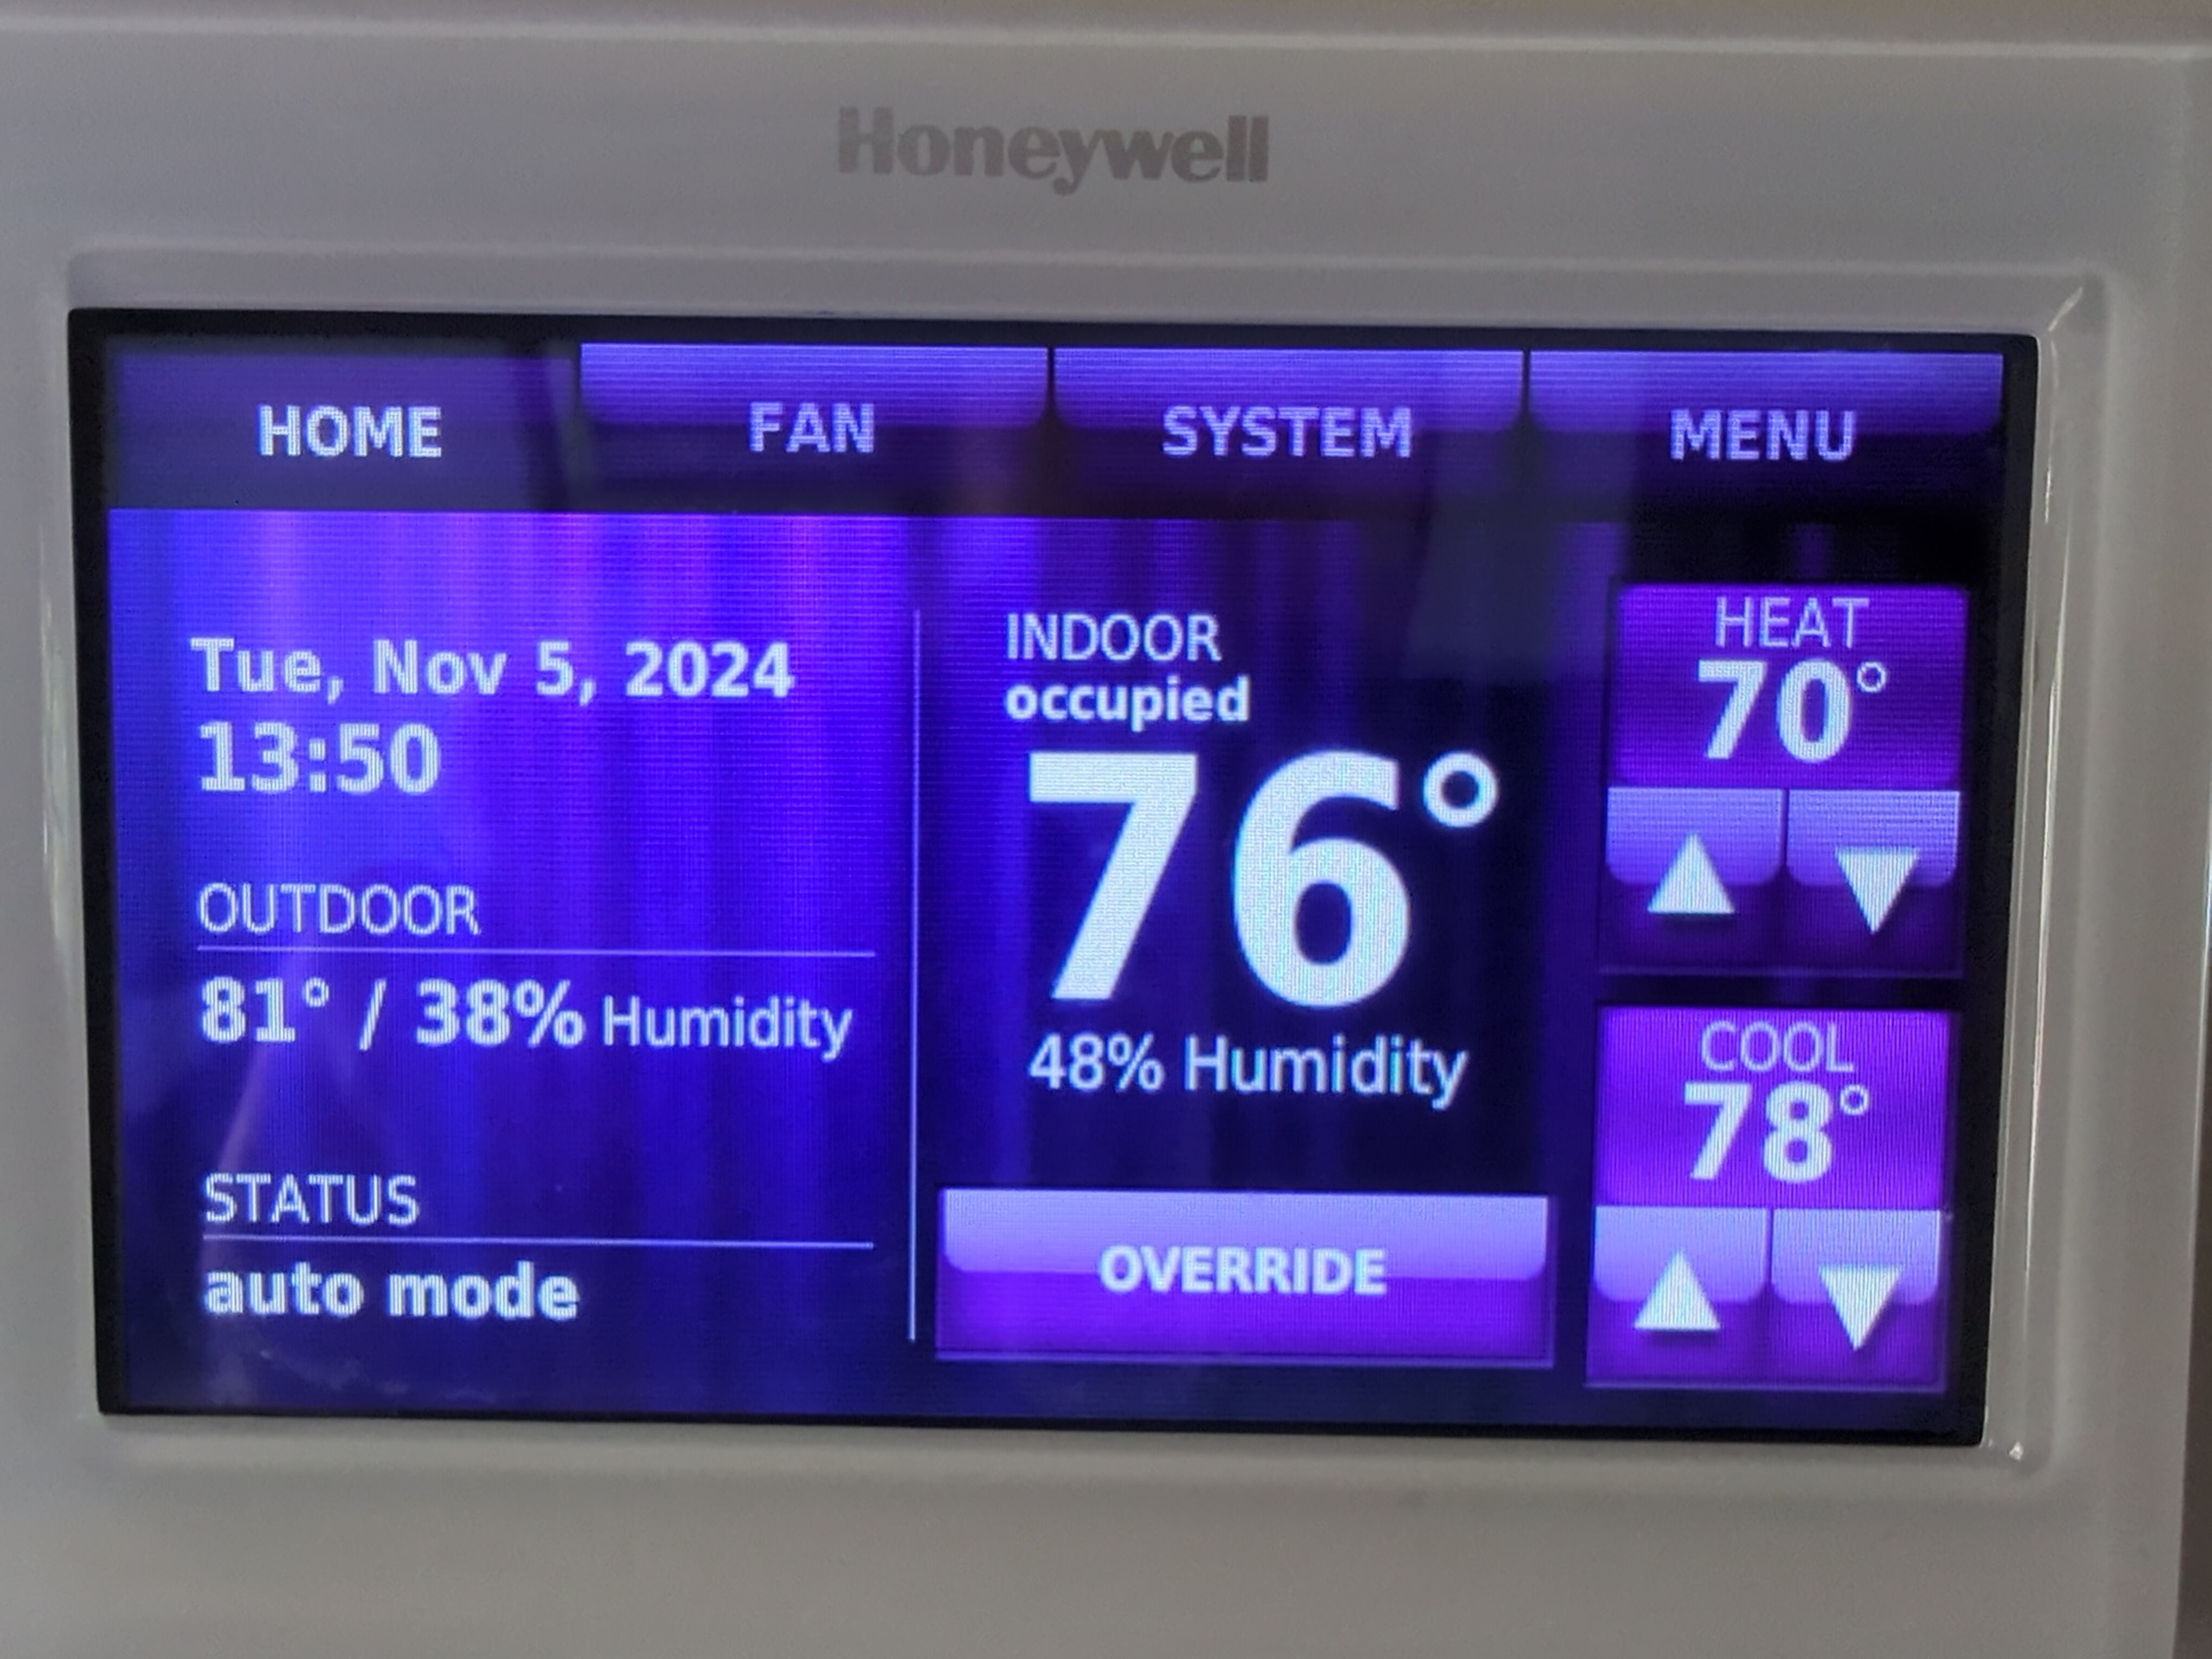 Honeywell
HOME FAN SYSTEM MENU
Tue, Nov 5, 2024
13:50
OUTDOOR
81° / 38% Humidity
STATUS
auto mode
INDOOR
occupied
76°
48% Humidity
OVERRIDE
HEAT
70°
COOL
78°